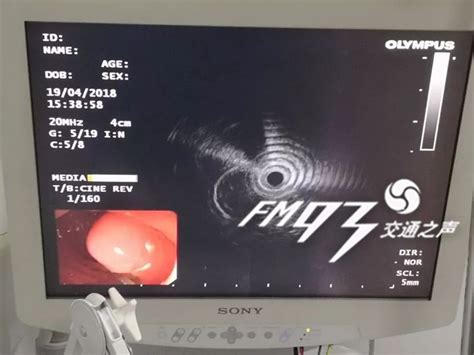 ID:
NAME:
AGE:
DOB: SEX:
19/04/2018
15:38:58
20MHz 4cm
G: 5/19 I:N
C:5/8
MEDIA
T/B:CINE REV
1/160
OLYMPUS
FM93 交通之声
DIR:
- NOR
SCL:
5mm
SONY